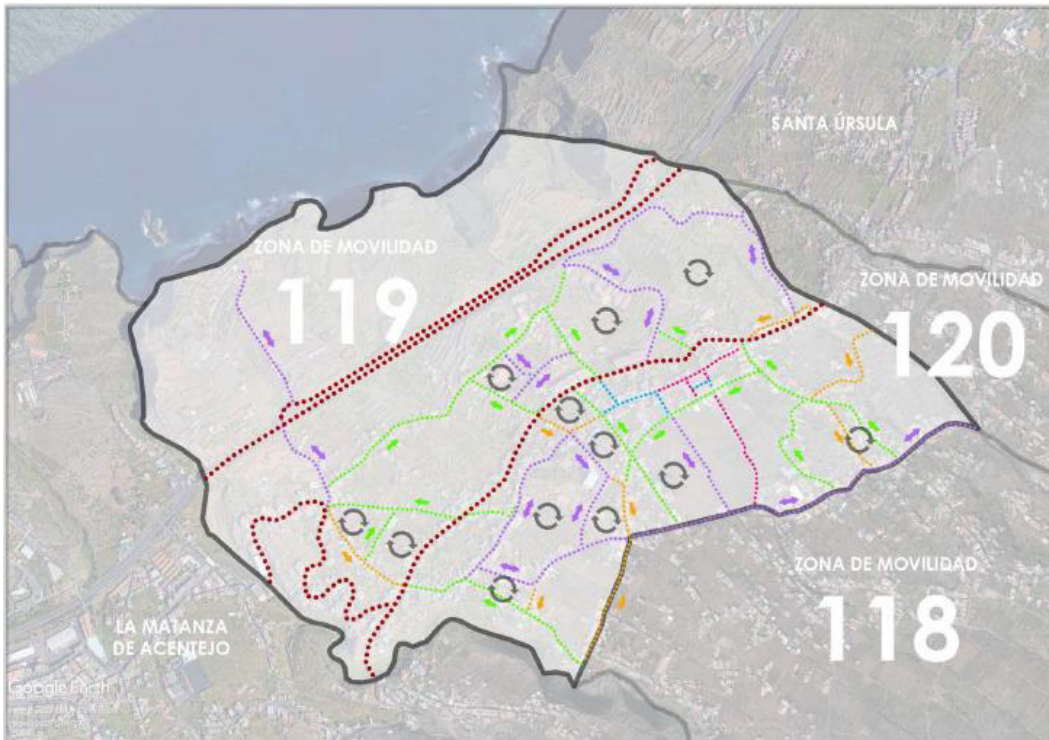 SANTA ÚRSULA
ZONA DE MOVILIDAD
119
ZONA DE MOVILIDAD
120
ZONA DE MOVILIDAD
118
LA MATANZA
DE ACENTEJO
Google Earth